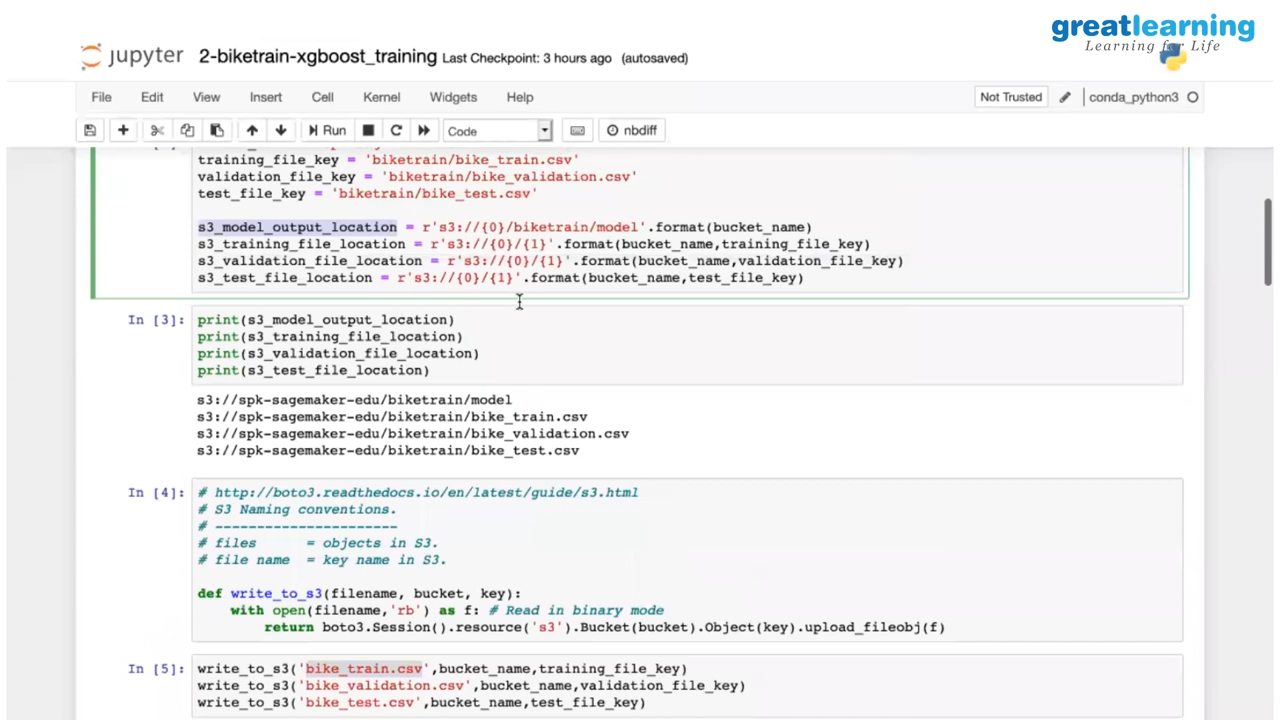 greatlearning
Learning for Life
jupyter 2-biketrain-xgboost_training Last Checkpoint: 3 hours ago (autosaved)
File Edit View Insert Cell Kernel Widgets Help Not Trusted conda_python3
Run Code nbdiff
training_file_key = 'biketrain/bike_train.csv'
validation_file_key = 'biketrain/bike_validation.csv'
test_file_key = 'biketrain/bike_test.csv'
s3_model_output_location = r's3://{0}/biketrain/model'.format(bucket_name)
s3_training_file_location = r's3://{0}/{1}'.format(bucket_name,training_file_key)
s3_validation_file_location = r's3://{0}/{1}'.format(bucket_name,validation_file_key)
s3_test_file_location = r's3://{0}/{1}'.format(bucket_name,test_file_key)
In [3]: print(s3_model_output_location)
print(s3_training_file_location)
print(s3_validation_file_location)
print(s3_test_file_location)
s3://spk-sagemaker-edu/biketrain/model
s3://spk-sagemaker-edu/biketrain/bike_train.csv
s3://spk-sagemaker-edu/biketrain/bike_validation.csv
s3://spk-sagemaker-edu/biketrain/bike_test.csv
In [4]: # http://boto3.readthedocs.io/en/latest/guide/s3.html
# S3 Naming conventions.
# ----------------------
# files = objects in S3.
# file name = key name in S3.
def write_to_s3(filename, bucket, key):
with open(filename,'rb') as f: # Read in binary mode
return boto3.Session().resource('s3').Bucket(bucket).Object(key).upload_fileobj(f)
In [5]: write_to_s3('bike_train.csv',bucket_name,training_file_key)
write_to_s3('bike_validation.csv',bucket_name,validation_file_key)
write_to_s3('bike_test.csv',bucket_name,test_file_key)